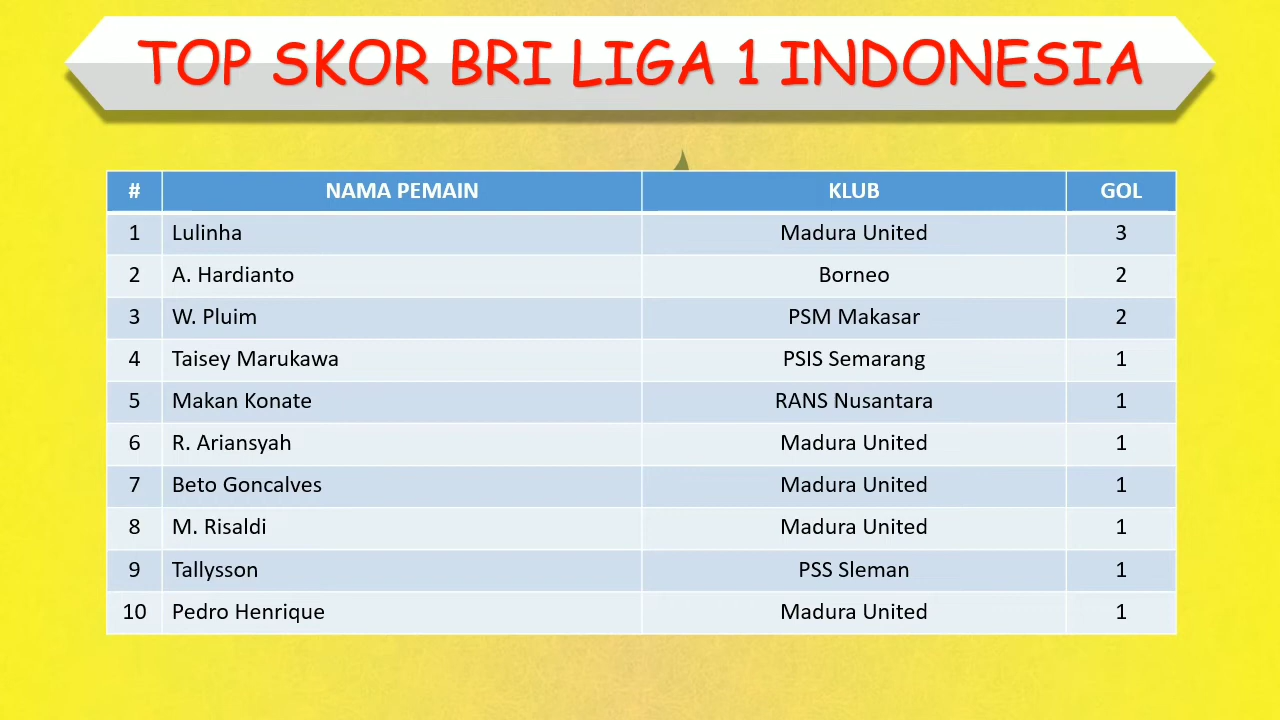 TOP SKOR BRI LIGA 1 INDONESIA
# NAMA PEMAIN KLUB GOL
1 Lulinha Madura United 3
2 A. Hardianto Borneo 2
3 W. Pluim PSM Makasar 2
4 Taisey Marukawa PSIS Semarang 1
5 Makan Konate RANS Nusantara 1
6 R. Ariansyah Madura United 1
7 Beto Goncalves Madura United 1
8 M. Risaldi Madura United 1
9 Tallysson PSS Sleman 1
10 Pedro Henrique Madura United 1